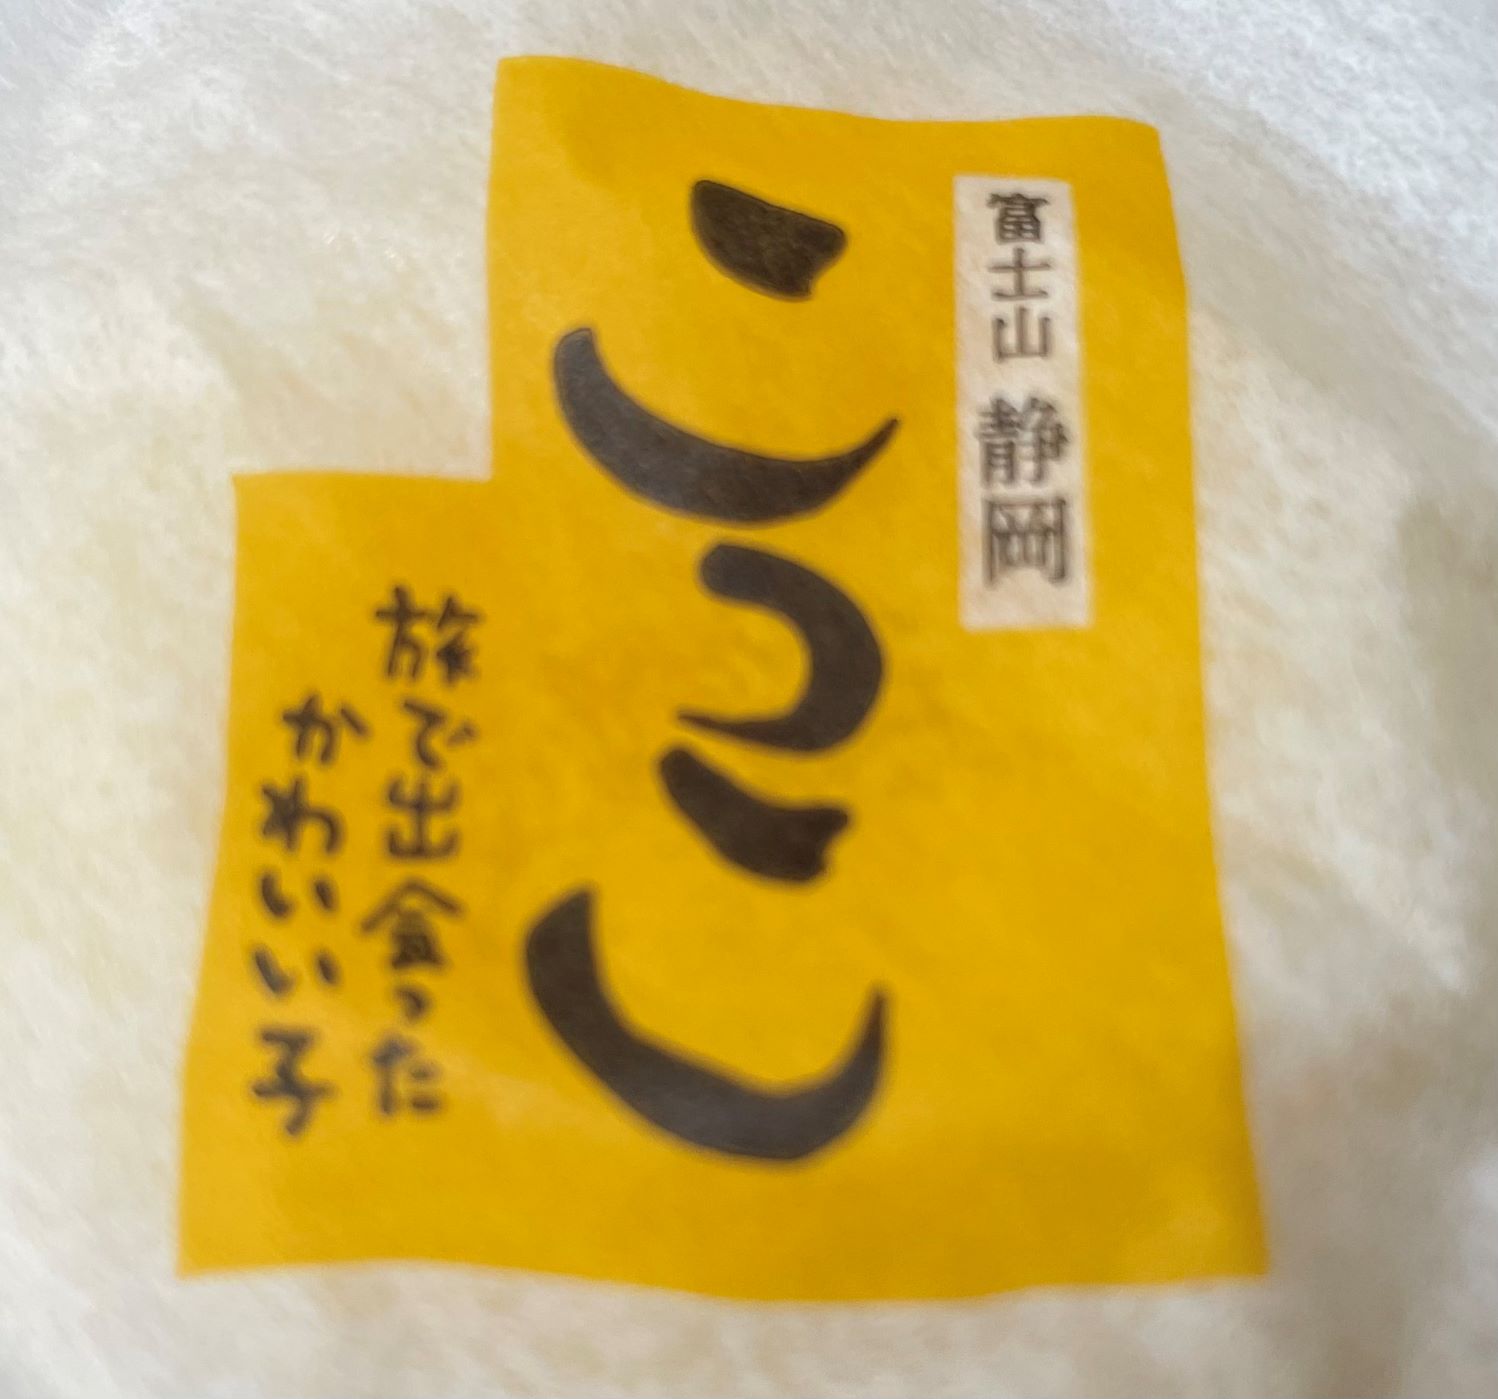 富士山 静岡
こっこ
旅で出会った
かわいい子